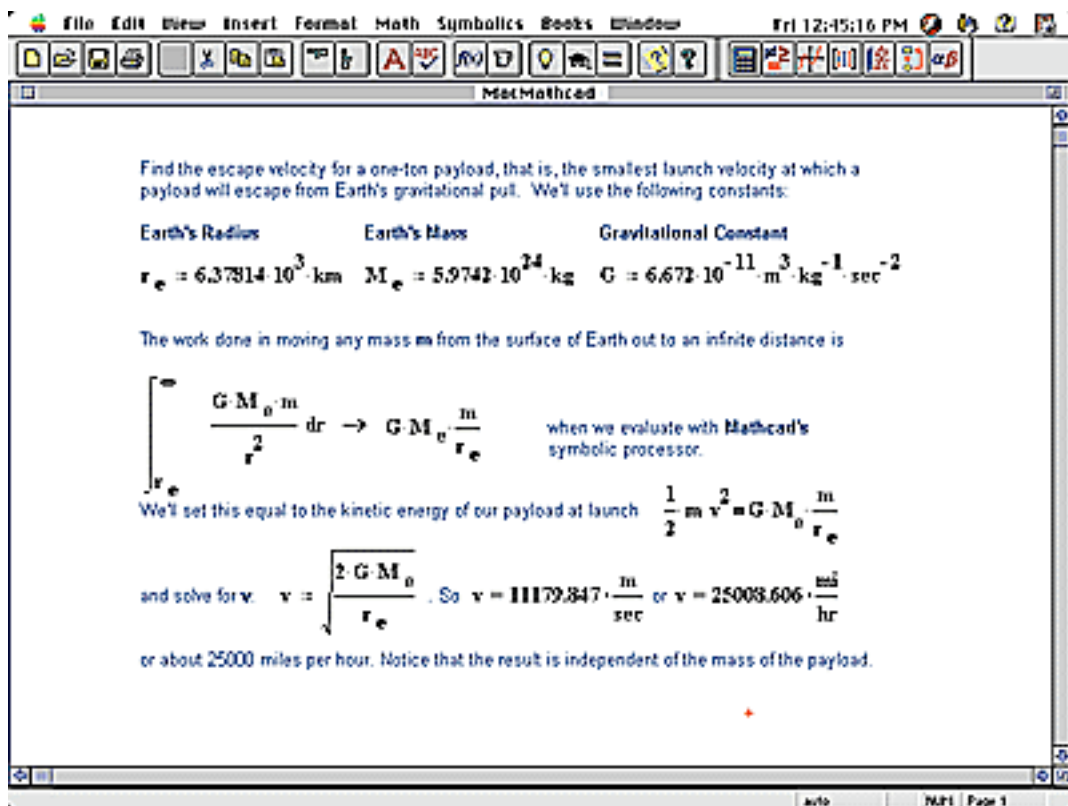 File Edit View Insert Format Math Symbolics Books Window Fri 12:45:16 PM
MacMathcad
Find the escape velocity for a one-ton payload, that is, the smallest launch velocity at which a
payload will escape from Earth's gravitational pull. We'll use the following constants:
Earth's Radius Earth's Mass Gravitational Constant
r e := 6.37814·10^3·km M e := 5.9742·10^24·kg G := 6.672·10^-11·m^3·kg^-1·sec^-2
The work done in moving any mass m from the surface of Earth out to an infinite distance is
∫ r e ∞ G·M e·m / r^2 dr → G·M e·m / r e when we evaluate with Mathcad's
symbolic processor.
We'll set this equal to the kinetic energy of our payload at launch 1/2·m·v^2 = G·M e·m / r e
and solve for v: v := √(2·G·M e / r e) . So v = 11179.847·m/sec or v = 25008.606·mi/hr
or about 25000 miles per hour. Notice that the result is independent of the mass of the payload.
auto NUM Page 1